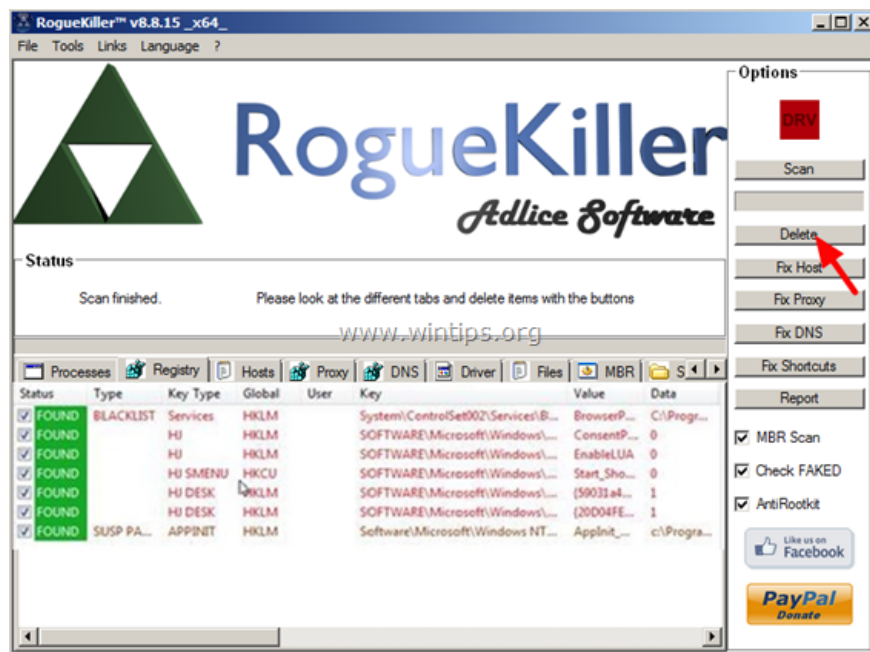 RogueKiller™ v8.8.15 _x64_
File Tools Links Language ?
RogueKiller
Adlice Software
Status
Scan finished. Please look at the different tabs and delete items with the buttons
www.wintips.org
Processes Registry Hosts Proxy DNS Driver Files MBR S
Status Type Key Type Global User Key Value Data
FOUND BLACKLIST Services HKLM System\ControlSet002\Services\B... BrowserP... C:\Progr...
FOUND HJ HKLM SOFTWARE\Microsoft\Windows\... ConsentP... 0
FOUND HJ HKLM SOFTWARE\Microsoft\Windows\... EnableLUA 0
FOUND HJ SMENU HKCU SOFTWARE\Microsoft\Windows\... Start_Sho... 0
FOUND HJ DESK HKLM SOFTWARE\Microsoft\Windows\... {59031a4... 1
FOUND HJ DESK HKLM SOFTWARE\Microsoft\Windows\... {20D04FE... 1
FOUND SUSP PA... APPINIT HKLM Software\Microsoft\Windows NT... AppInit_... c:\Progra...
Options
DRV
Scan
Delete
Fix Host
Fix Proxy
Fix DNS
Fix Shortcuts
Report
MBR Scan
Check FAKED
AntiRootkit
Like us on
Facebook
PayPal
Donate